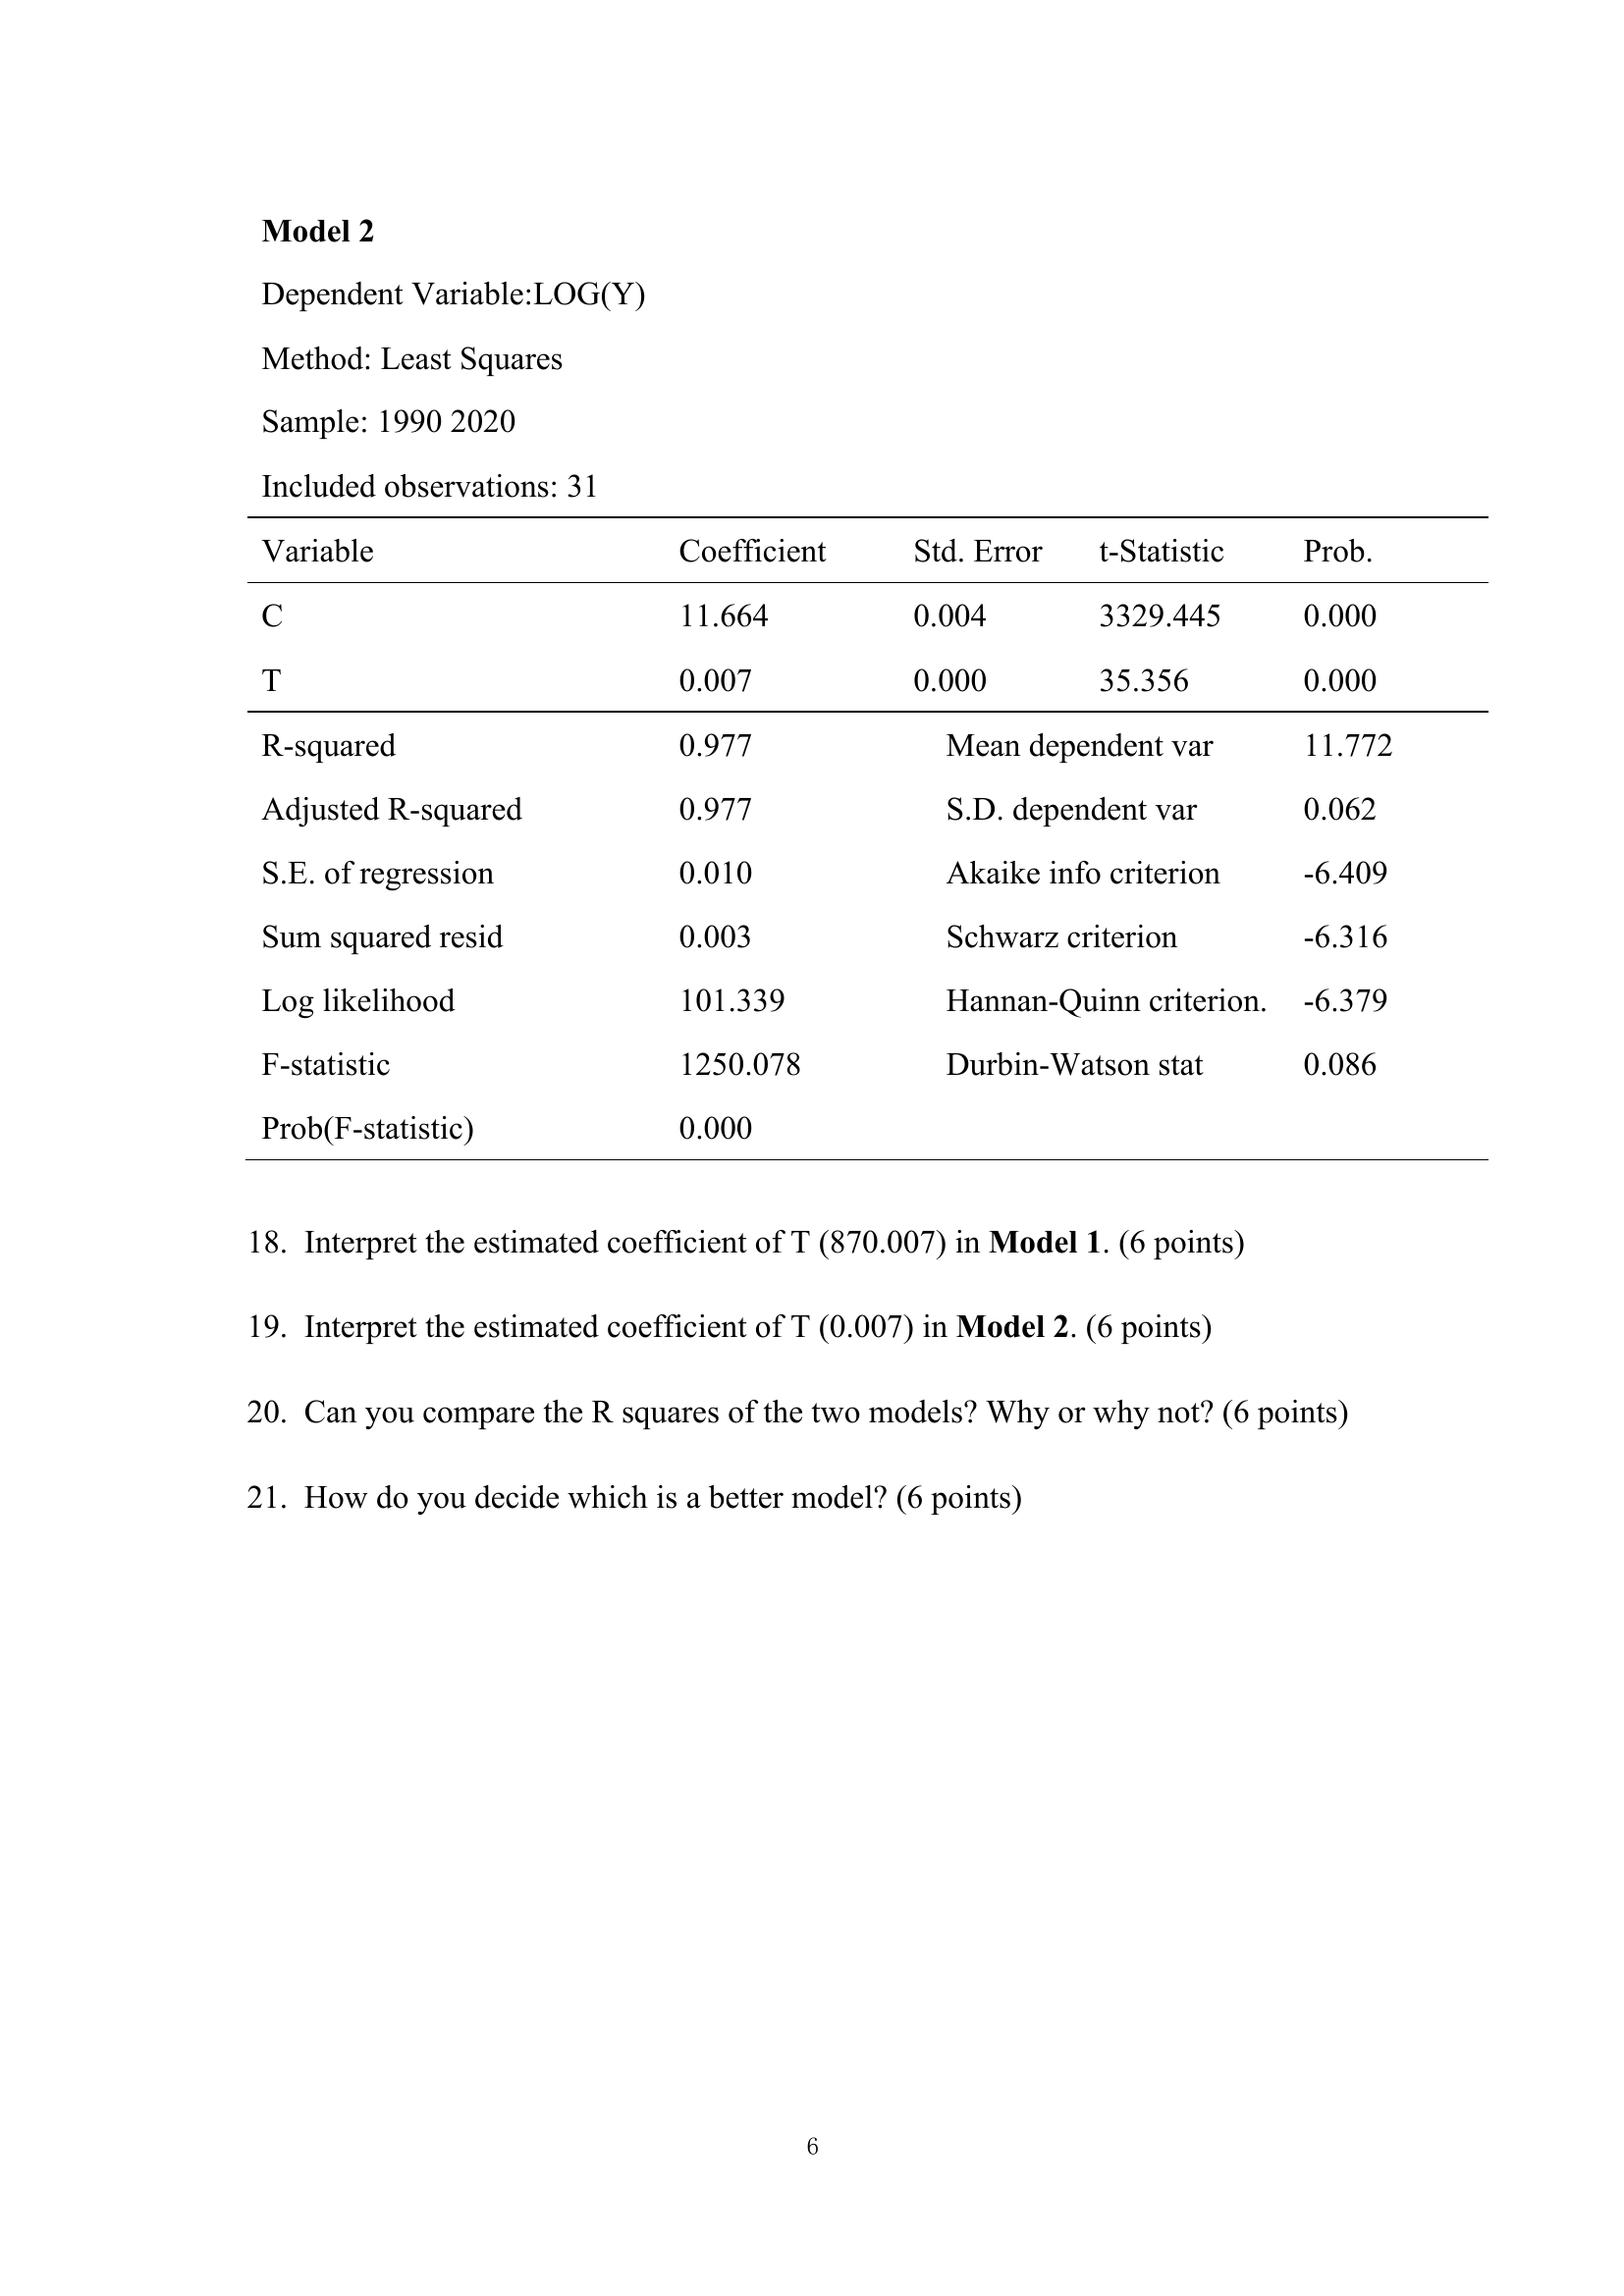 Model 2
Dependent Variable:LOG(Y)
Method: Least Squares
Sample: 1990 2020
Included observations: 31
Variable Coefficient Std. Error t-Statistic Prob.
C 11.664 0.004 3329.445 0.000
T 0.007 0.000 35.356 0.000
R-squared 0.977 Mean dependent var 11.772
Adjusted R-squared 0.977 S.D. dependent var 0.062
S.E. of regression 0.010 Akaike info criterion -6.409
Sum squared resid 0.003 Schwarz criterion -6.316
Log likelihood 101.339 Hannan-Quinn criterion. -6.379
F-statistic 1250.078 Durbin-Watson stat 0.086
Prob(F-statistic) 0.000
18. Interpret the estimated coefficient of T (870.007) in Model 1. (6 points)
19. Interpret the estimated coefficient of T (0.007) in Model 2. (6 points)
20. Can you compare the R squares of the two models? Why or why not? (6 points)
21. How do you decide which is a better model? (6 points)
6